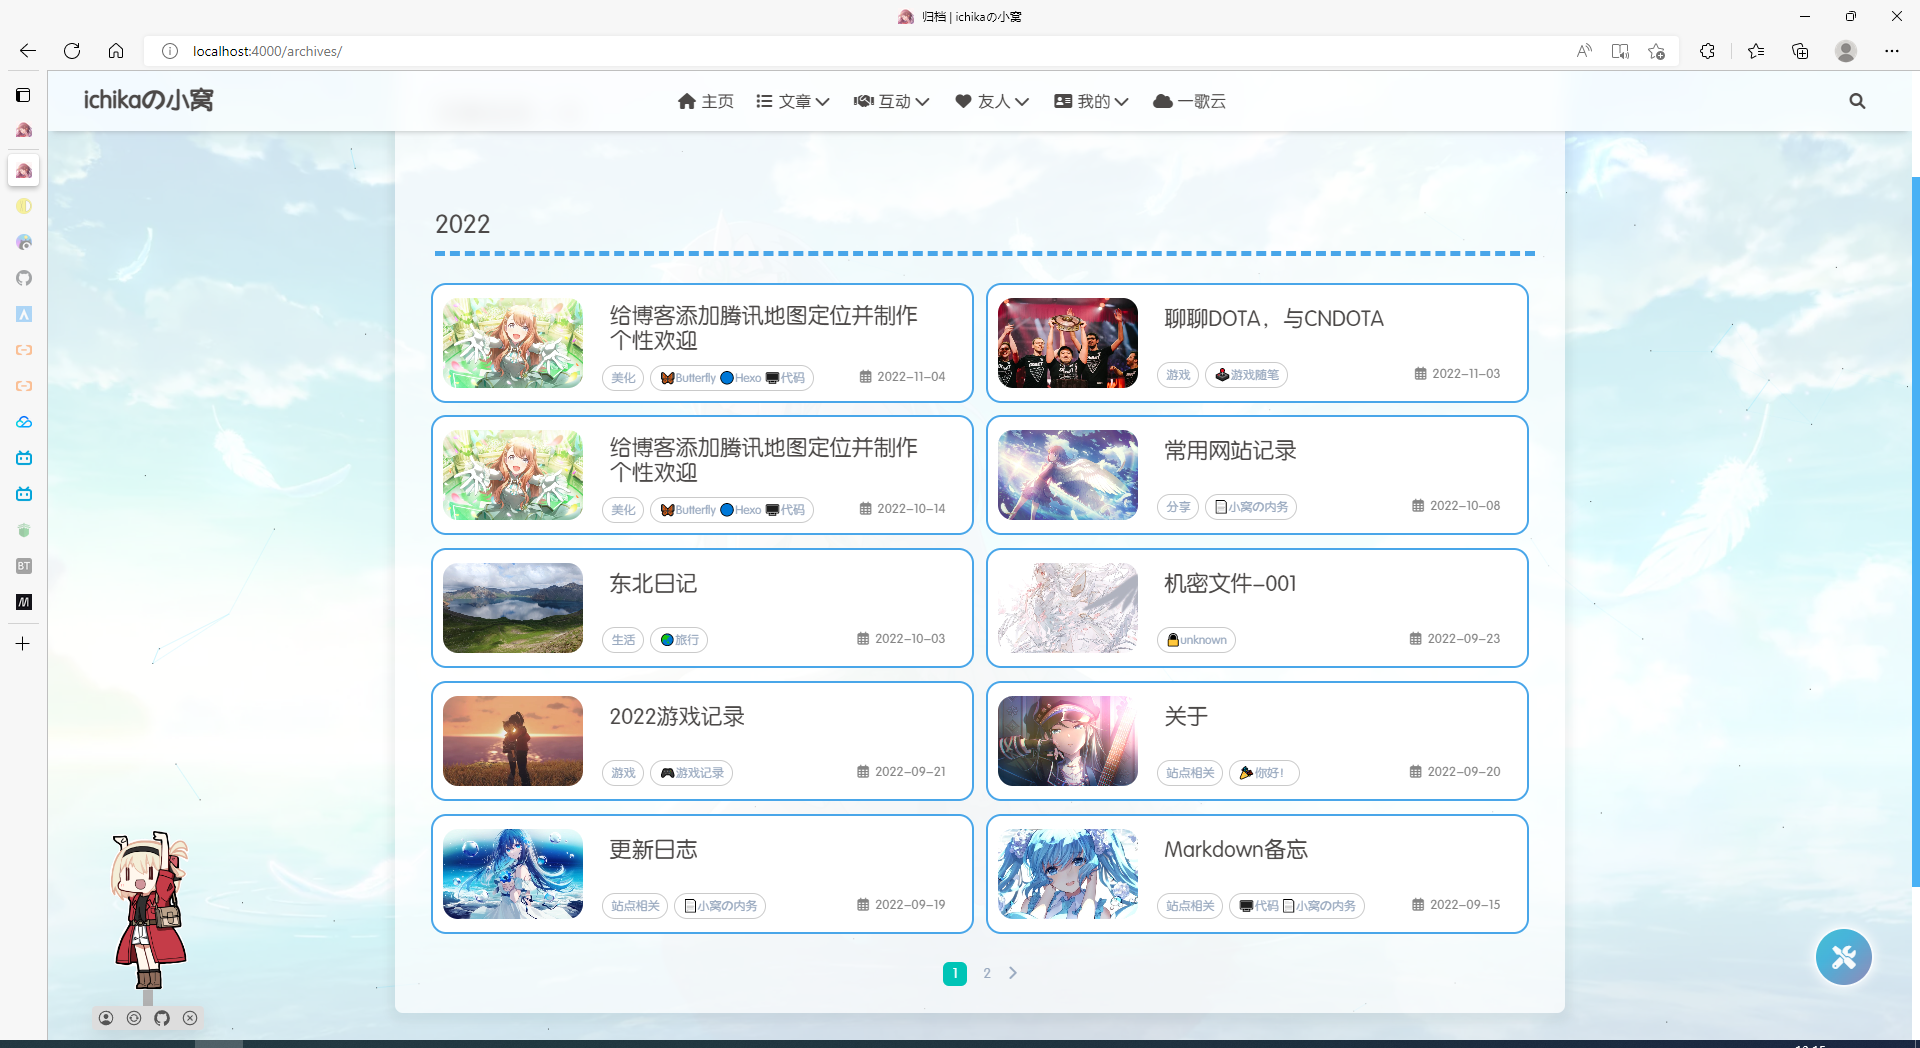 归档 | ichikaの小窝
localhost:4000/archives/
ichikaの小窝
主页 文章 互动 友人 我的 一歌云
2022
给博客添加腾讯地图定位并制作
个性欢迎
美化 Butterfly Hexo 代码 2022-11-04
聊聊DOTA，与CNDOTA
游戏 游戏随笔 2022-11-03
给博客添加腾讯地图定位并制作
个性欢迎
美化 Butterfly Hexo 代码 2022-10-14
常用网站记录
分享 小窝の内务 2022-10-08
东北日记
生活 旅行 2022-10-03
机密文件-001
unknown 2022-09-23
2022游戏记录
游戏 游戏记录 2022-09-21
关于
站点相关 你好！ 2022-09-20
更新日志
站点相关 小窝の内务 2022-09-19
Markdown备忘
站点相关 代码 小窝の内务 2022-09-15
1 2
BT